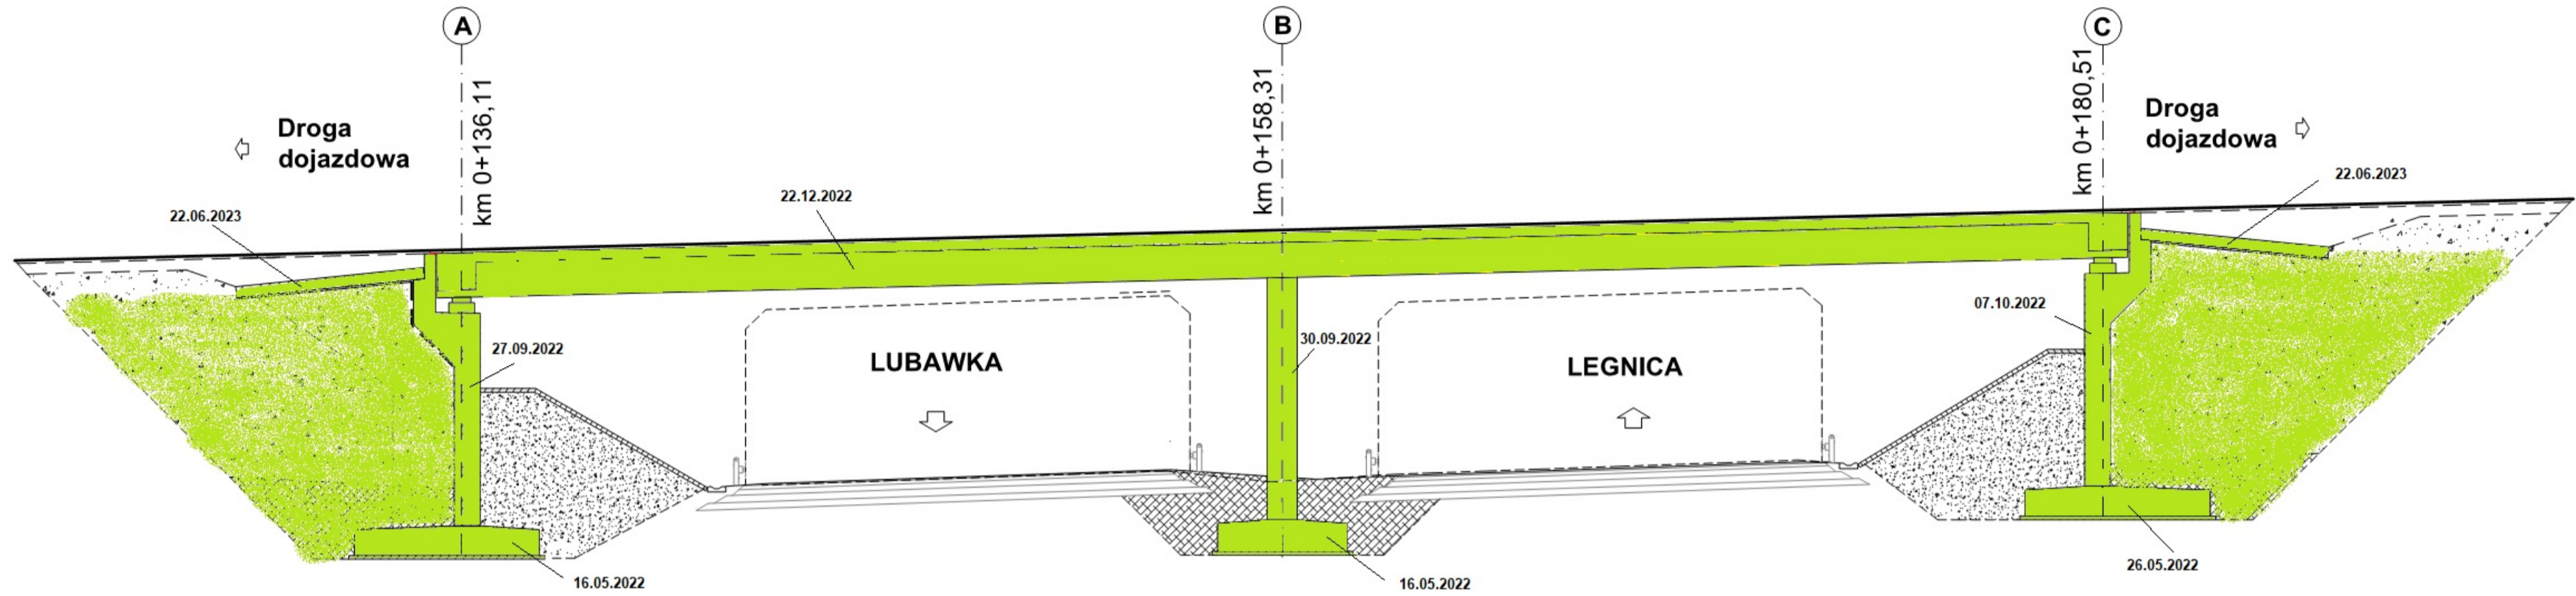 A
B
C
km 0+136,11
km 0+158,31
km 0+180,51
Droga
dojazdowa
Droga
dojazdowa
22.06.2023
22.12.2022
22.06.2023
27.09.2022
30.09.2022
07.10.2022
LUBAWKA
LEGNICA
16.05.2022
16.05.2022
26.05.2022